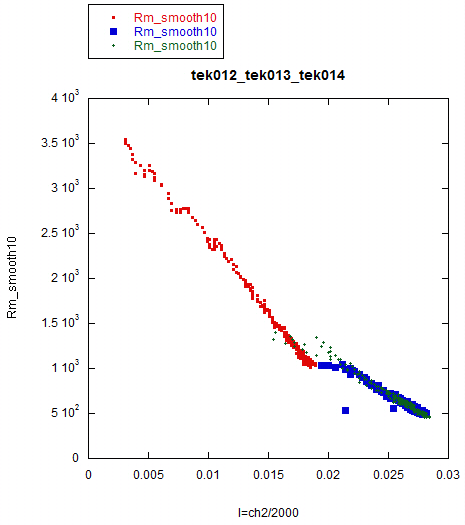 Rm_smooth10
Rm_smooth10
Rm_smooth10
tek012_tek013_tek014
4 10³
3.5 10³
3 10³
2.5 10³
2 10³
1.5 10³
1 10³
5 10²
0
Rm_smooth10
0 0.005 0.01 0.015 0.02 0.025 0.03
I=ch2/2000